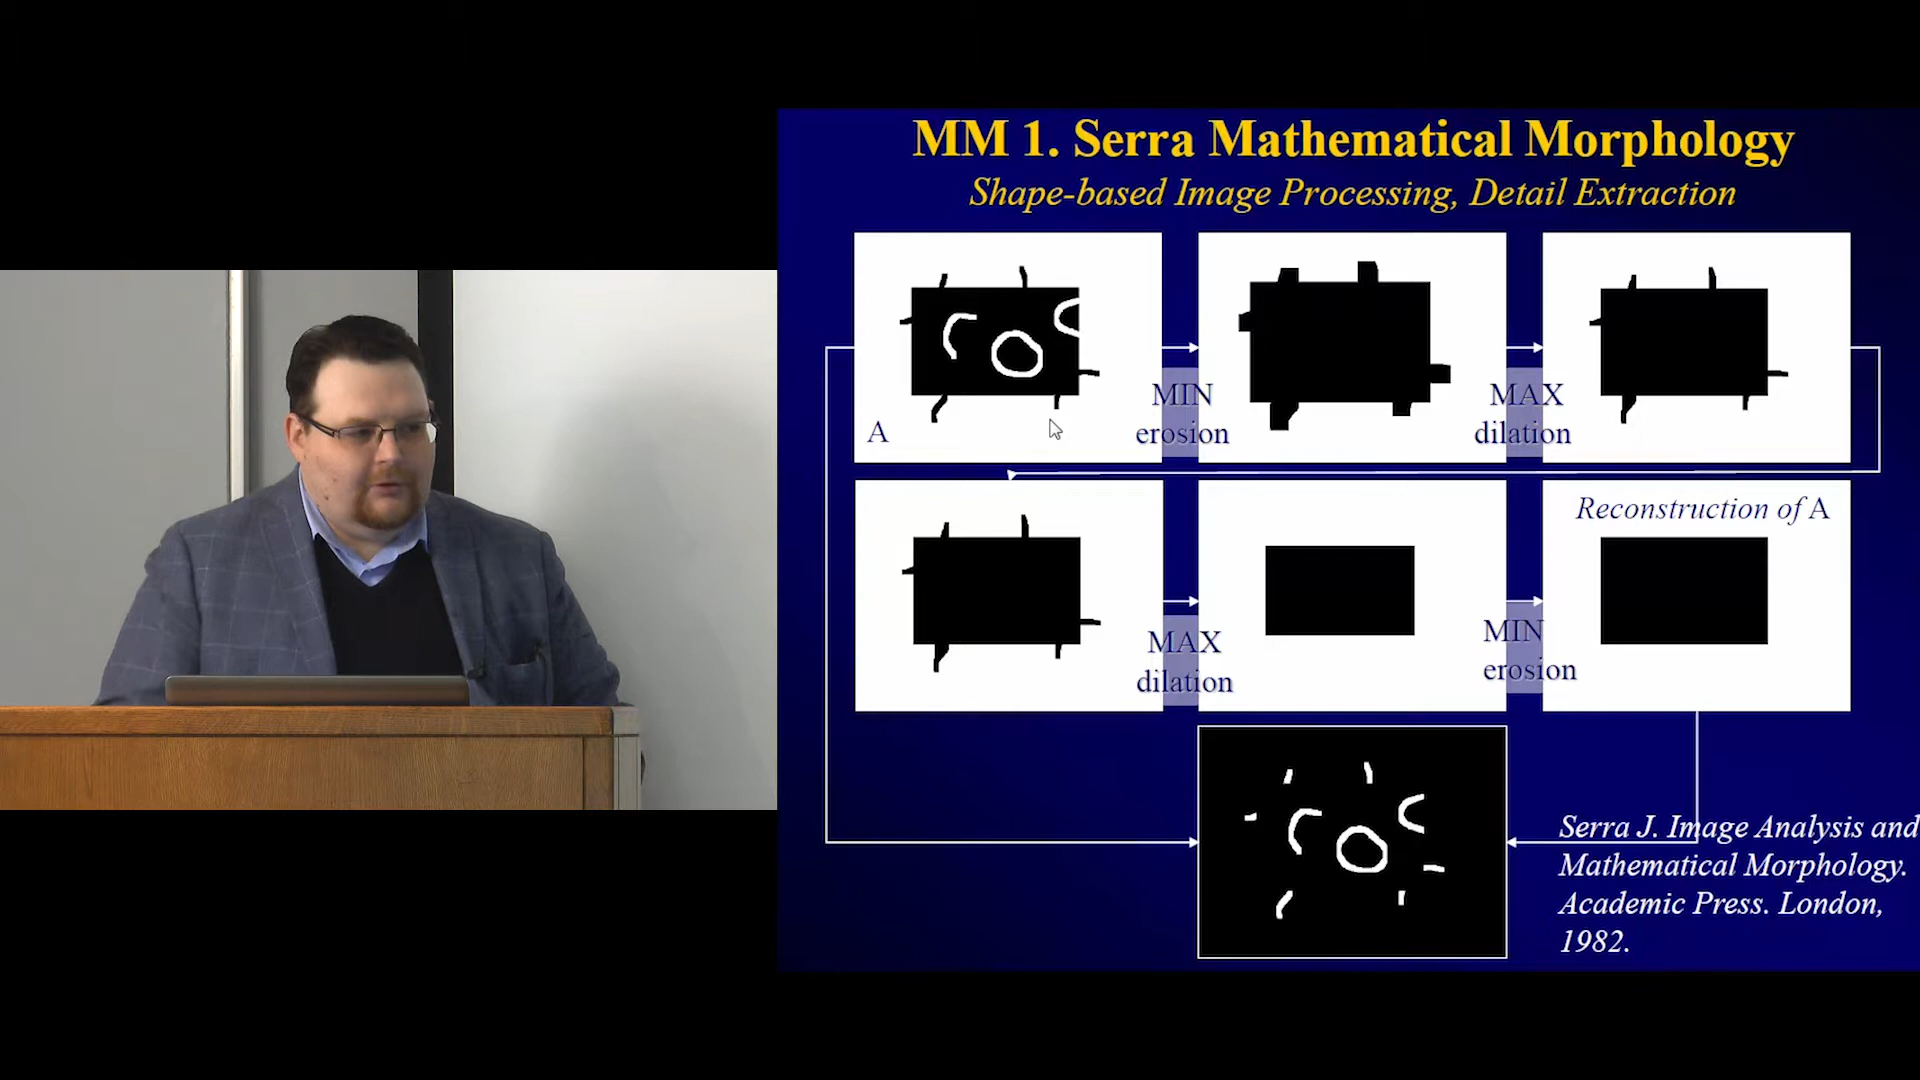 MM 1. Serra Mathematical Morphology
Shape-based Image Processing, Detail Extraction
A
MIN
erosion
MAX
dilation
Reconstruction of A
MAX
dilation
MIN
erosion
Serra J. Image Analysis and
Mathematical Morphology.
Academic Press. London,
1982.